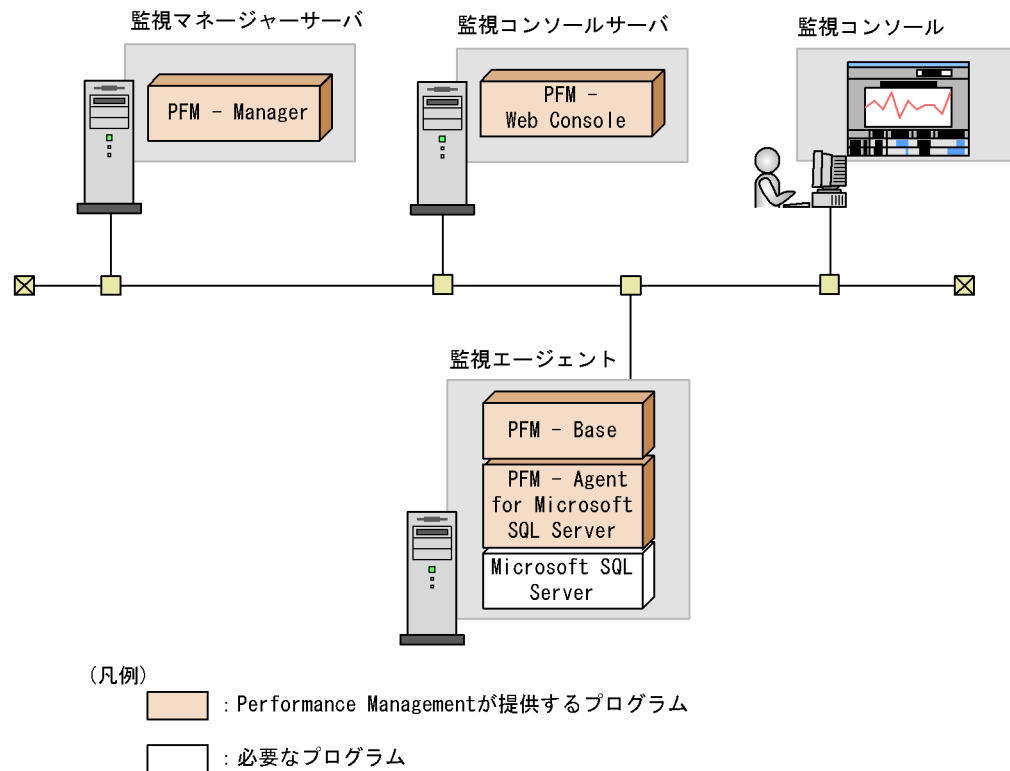 監視マネージャーサーバ
監視コンソールサーバ
監視コンソール
PFM - Manager
PFM -
Web Console
監視エージェント
PFM - Base
PFM - Agent
for Microsoft
SQL Server
Microsoft SQL
Server
(凡例)
：Performance Managementが提供するプログラム
：必要なプログラム